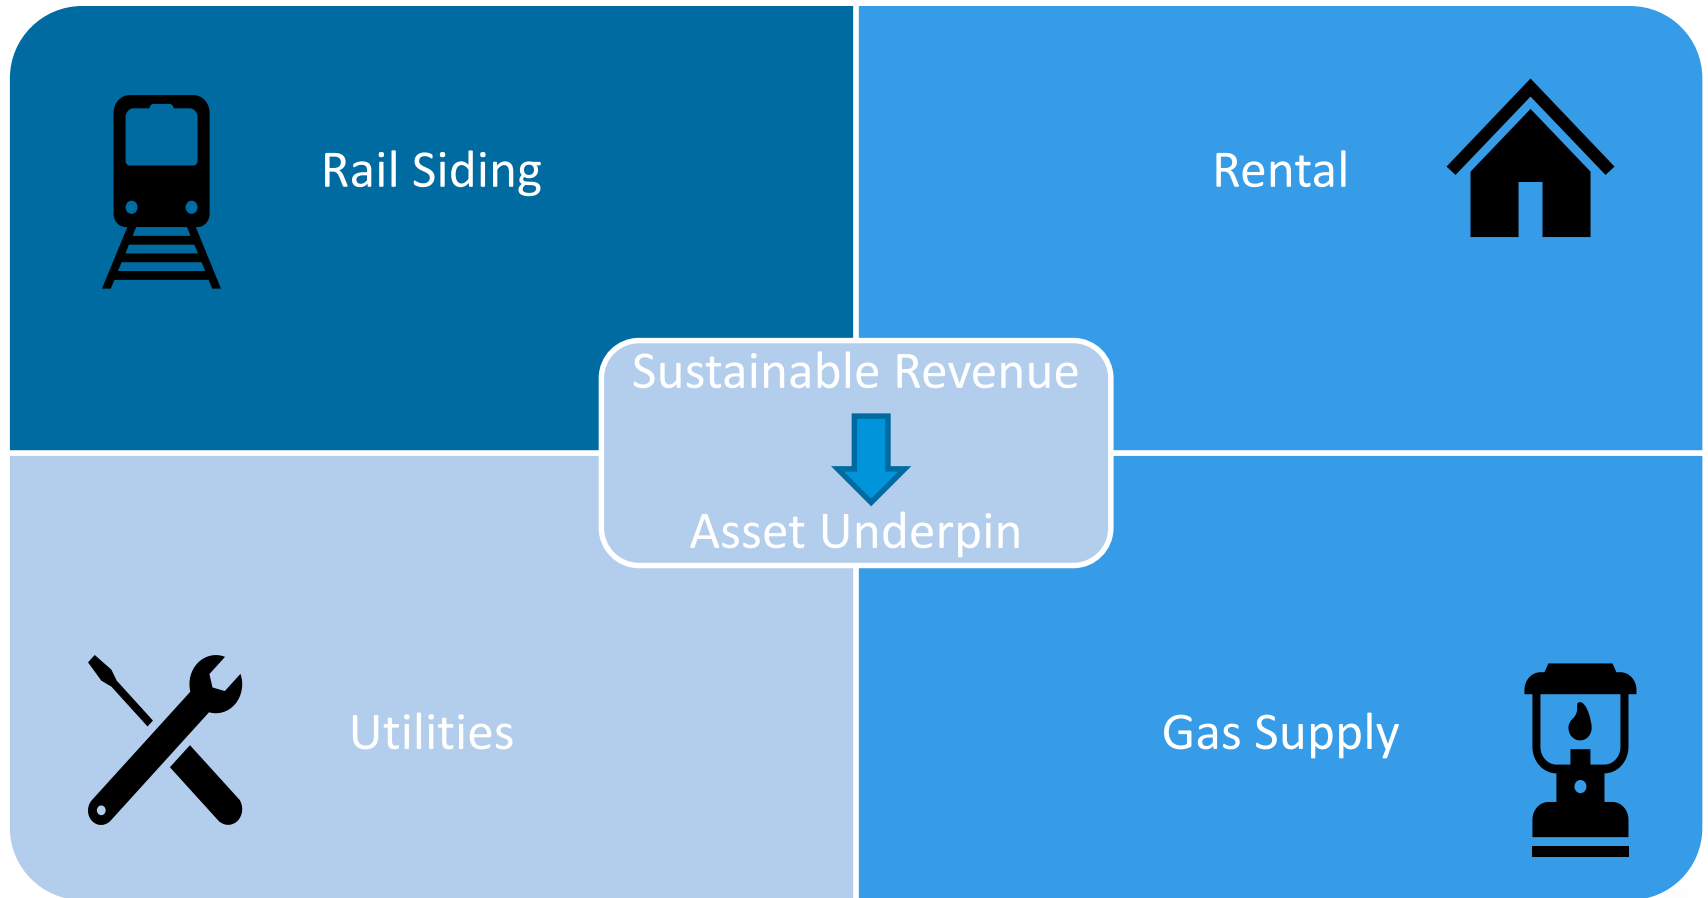 Rail Siding
Rental
Sustainable Revenue
Asset Underpin
Utilities
Gas Supply